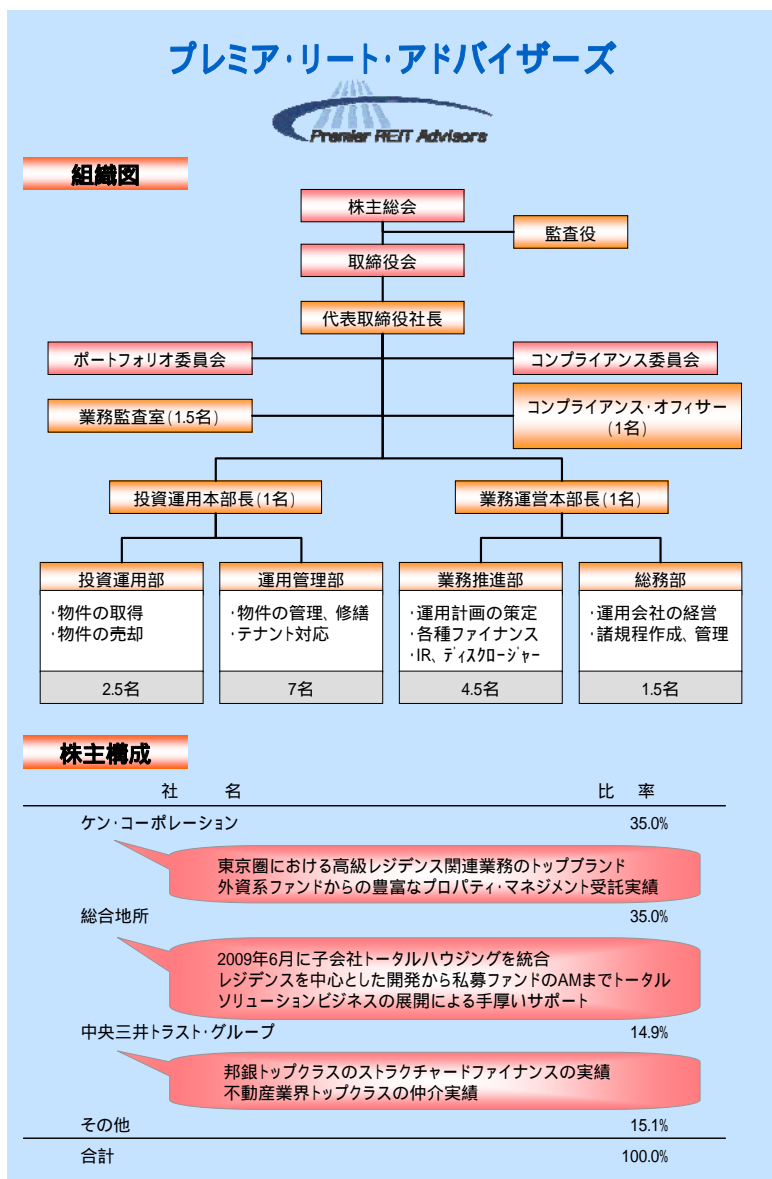 プレミア・リート・アドバイザーズ
Premier REIT Advisors
組織図
株主総会
監査役
取締役会
代表取締役社長
ポートフォリオ委員会
コンプライアンス委員会
業務監査室(1.5名)
コンプライアンス・オフィサー
(1名)
投資運用本部長(1名)
業務運営本部長(1名)
投資運用部
・物件の取得
・物件の売却
2.5名
運用管理部
・物件の管理、修繕
・テナント対応
7名
業務推進部
・運用計画の策定
・各種ファイナンス
・IR、ディスクロージャー
4.5名
総務部
・運用会社の経営
・諸規程作成、管理
1.5名
株主構成
社　名 比　率
ケン・コーポレーション 35.0%
東京圏における高級レジデンス関連業務のトップブランド
外資系ファンドからの豊富なプロパティ・マネジメント受託実績
総合地所 35.0%
2009年6月に子会社トータルハウジングを統合
レジデンスを中心とした開発から私募ファンドのAMまでトータル
ソリューションビジネスの展開による手厚いサポート
中央三井トラスト・グループ 14.9%
邦銀トップクラスのストラクチャードファイナンスの実績
不動産業界トップクラスの仲介実績
その他 15.1%
合計 100.0%